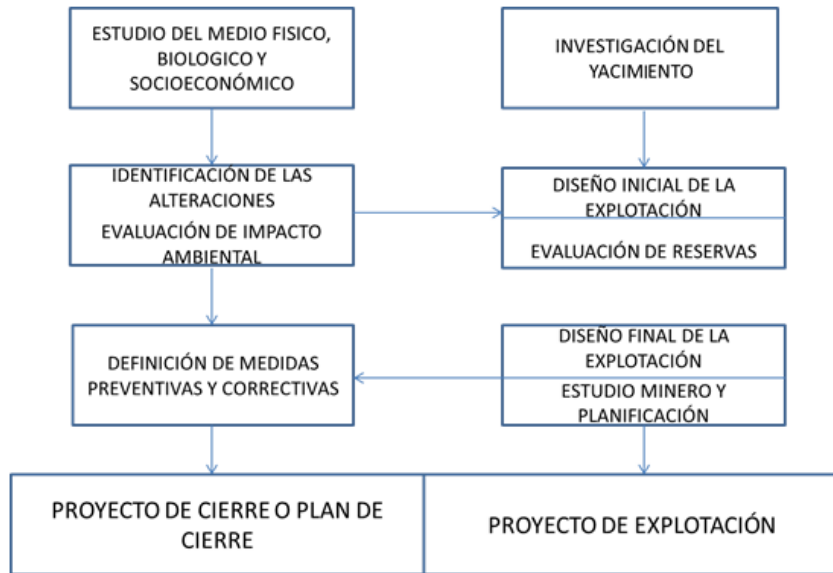 ESTUDIO DEL MEDIO FISICO,
BIOLOGICO Y
SOCIOECONÓMICO
INVESTIGACIÓN DEL
YACIMIENTO
IDENTIFICACIÓN DE LAS
ALTERACIONES
EVALUACIÓN DE IMPACTO
AMBIENTAL
DISEÑO INICIAL DE LA
EXPLOTACIÓN
EVALUACIÓN DE RESERVAS
DEFINICIÓN DE MEDIDAS
PREVENTIVAS Y CORRECTIVAS
DISEÑO FINAL DE LA
EXPLOTACIÓN
ESTUDIO MINERO Y
PLANIFICACIÓN
PROYECTO DE CIERRE O PLAN DE
CIERRE
PROYECTO DE EXPLOTACIÓN